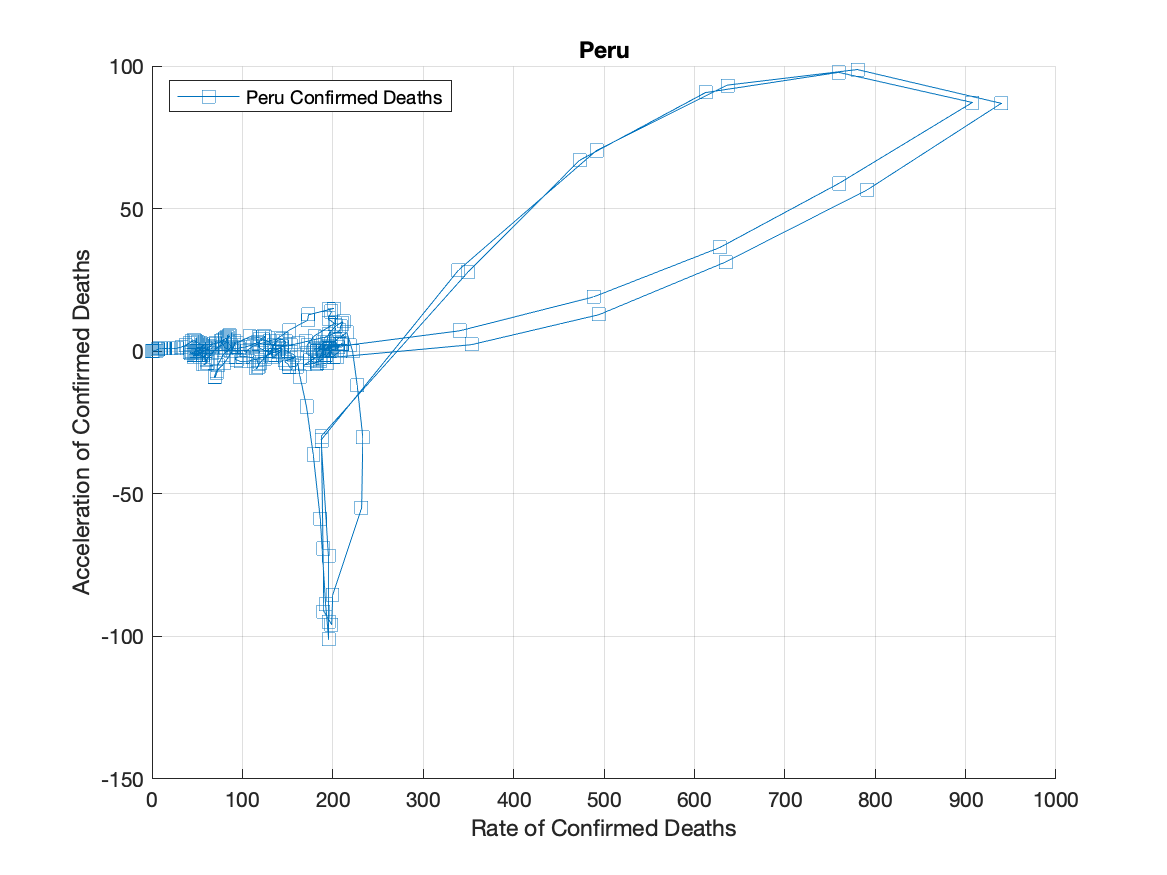 Peru
Peru Confirmed Deaths
100
50
0
-50
-100
-150
Acceleration of Confirmed Deaths
0 100 200 300 400 500 600 700 800 900 1000
Rate of Confirmed Deaths